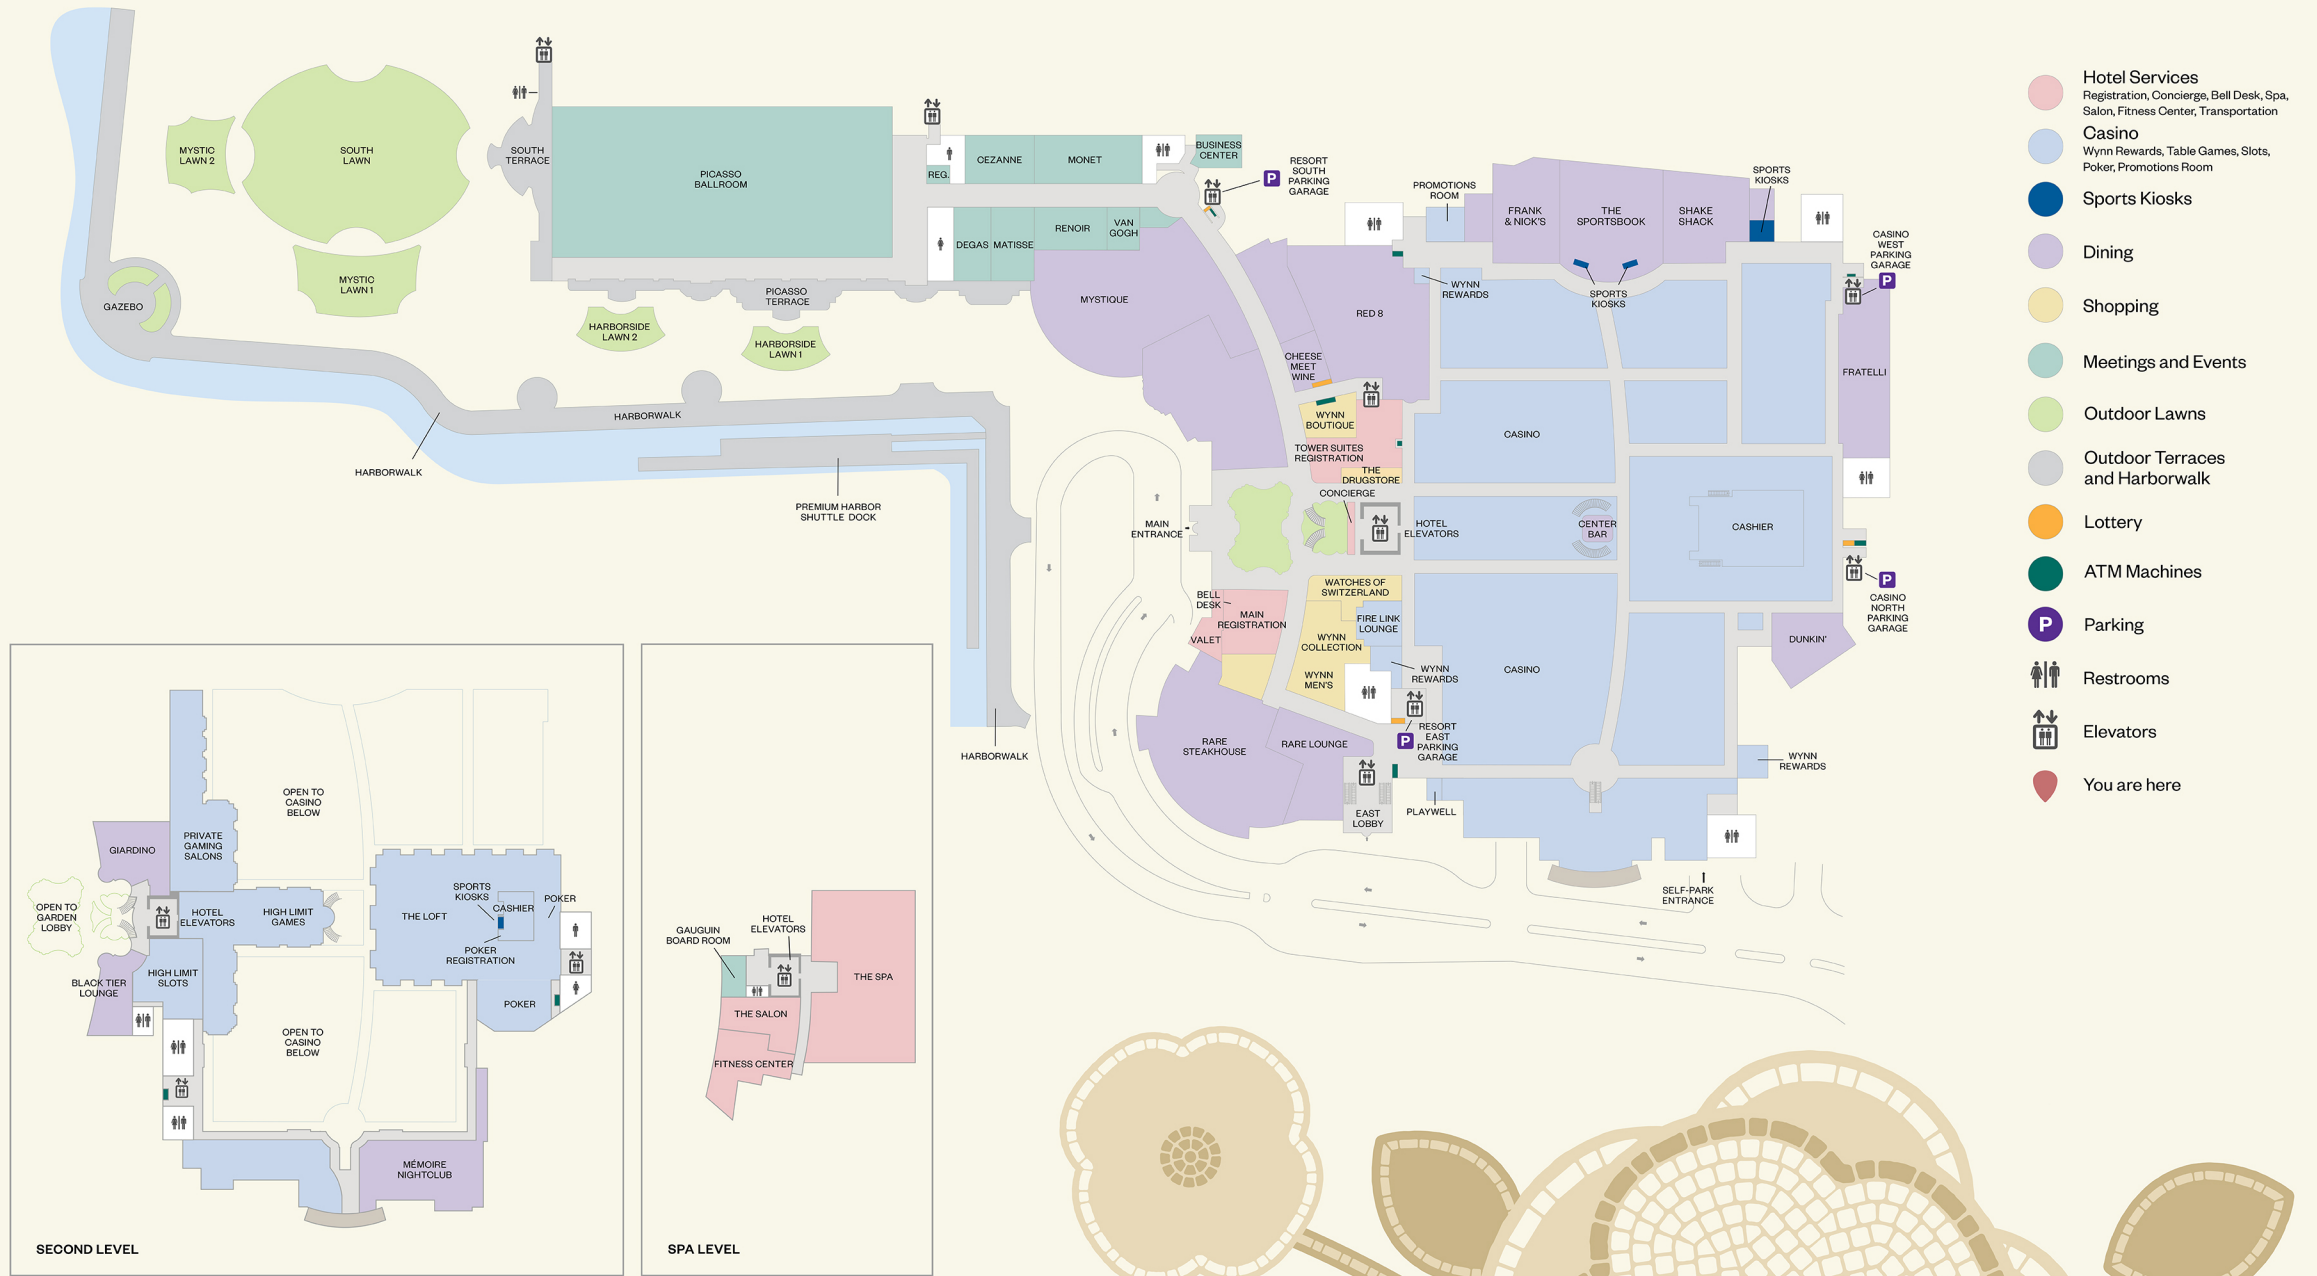 MYSTIC
LAWN 2
SOUTH
LAWN
MYSTIC
LAWN 1
GAZEBO
SOUTH
TERRACE
PICASSO
BALLROOM
REG.
CEZANNE
MONET
BUSINESS
CENTER
RESORT
SOUTH
PARKING
GARAGE
P
DEGAS
MATISSE
RENOIR
VAN
GOGH
PICASSO
TERRACE
HARBORSIDE
LAWN 2
HARBORSIDE
LAWN 1
HARBORWALK
HARBORWALK
PREMIUM HARBOR
SHUTTLE DOCK
HARBORWALK
MYSTIQUE
RED 8
CHEESE
MEET
WINE
WYNN
BOUTIQUE
TOWER SUITES
REGISTRATION
THE
DRUGSTORE
CONCIERGE
MAIN
ENTRANCE
HOTEL
ELEVATORS
PROMOTIONS
ROOM
WYNN
REWARDS
FRANK
& NICK'S
THE
SPORTSBOOK
SHAKE
SHACK
SPORTS
KIOSKS
SPORTS
KIOSKS
CASINO
WEST
PARKING
GARAGE
P
FRATELLI
CASINO
CENTER
BAR
CASHIER
P
CASINO
NORTH
PARKING
GARAGE
DUNKIN'
WATCHES OF
SWITZERLAND
BELL
DESK
MAIN
REGISTRATION
VALET
FIRE LINK
LOUNGE
WYNN
COLLECTION
WYNN
MEN'S
WYNN
REWARDS
CASINO
RARE
STEAKHOUSE
RARE LOUNGE
P
RESORT
EAST
PARKING
GARAGE
EAST
LOBBY
PLAYWELL
WYNN
REWARDS
SELF-PARK
ENTRANCE
Hotel Services
Registration, Concierge, Bell Desk, Spa,
Salon, Fitness Center, Transportation
Casino
Wynn Rewards, Table Games, Slots,
Poker, Promotions Room
Sports Kiosks
Dining
Shopping
Meetings and Events
Outdoor Lawns
Outdoor Terraces
and Harborwalk
Lottery
ATM Machines
P
Parking
Restrooms
Elevators
You are here
OPEN TO
CASINO
BELOW
PRIVATE
GAMING
SALONS
GIARDINO
OPEN TO
GARDEN
LOBBY
HOTEL
ELEVATORS
HIGH LIMIT
GAMES
THE LOFT
SPORTS
KIOSKS
CASHIER
POKER
POKER
REGISTRATION
BLACK TIER
LOUNGE
HIGH LIMIT
SLOTS
POKER
OPEN TO
CASINO
BELOW
MÉMOIRE
NIGHTCLUB
SECOND LEVEL
GAUGUIN
BOARD ROOM
HOTEL
ELEVATORS
THE SPA
THE SALON
FITNESS CENTER
SPA LEVEL